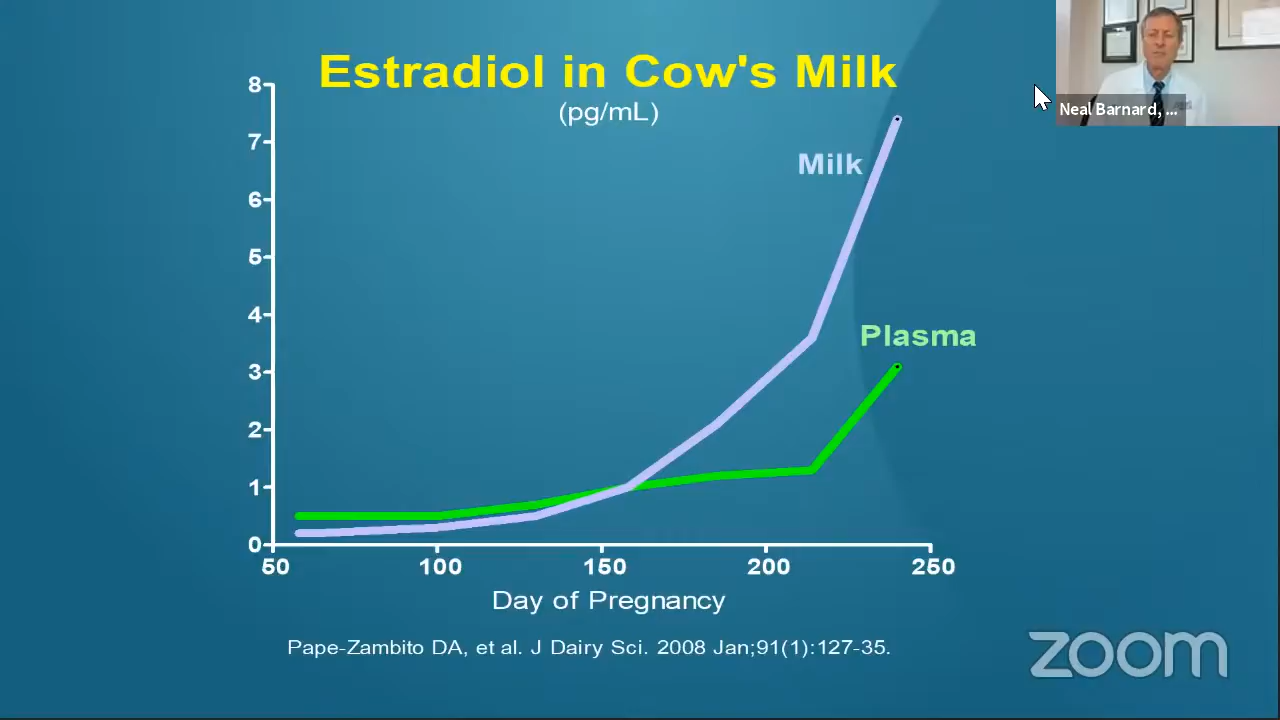 Estradiol in Cow's Milk
(pg/mL)
8
7
6
5
4
3
2
1
0
Milk
Plasma
50
100
150
200
250
Day of Pregnancy
Pape-Zambito DA, et al. J Dairy Sci. 2008 Jan;91(1):127-35.
Neal Barnard, ...
zoom